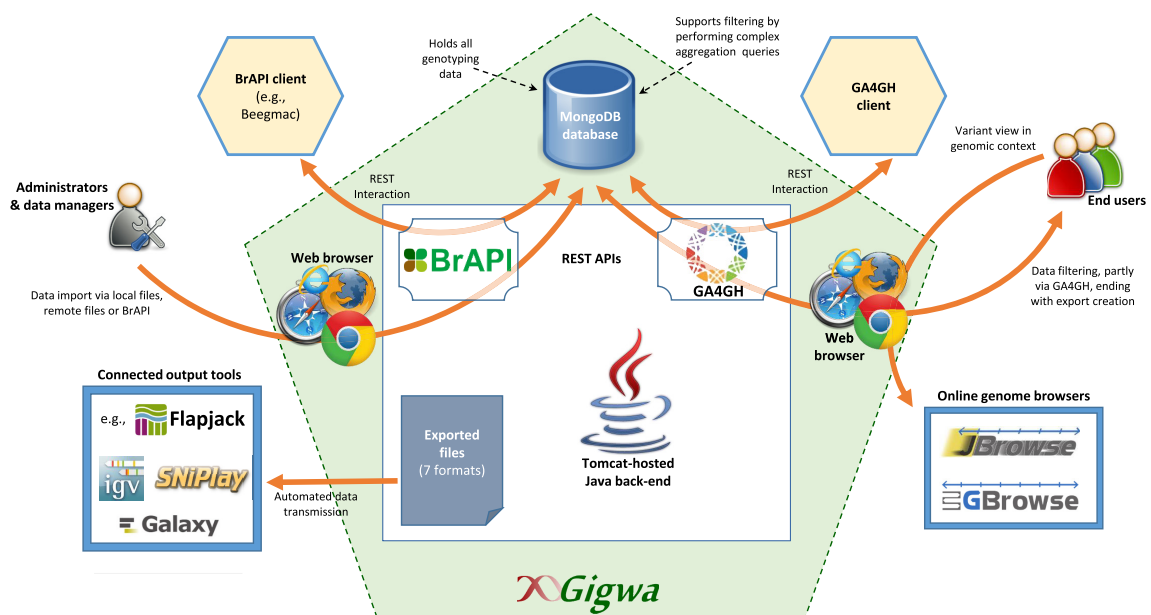 Holds all
genotyping
data
Supports filtering by
performing complex
aggregation queries
BrAPI client
(e.g.,
Beegmac)
MongoDB
database
GA4GH
client
Variant view in
genomic context
End users
Administrators
& data managers
REST
Interaction
REST
Interaction
BrAPI
REST APIs
GA4GH
Web browser
Data import via local files,
remote files or BrAPI
Data filtering, partly
via GA4GH, ending
with export creation
Web
browser
Connected output tools
e.g., Flapjack
igv SNiPlay
Galaxy
Exported
files
(7 formats)
Automated data
transmission
Tomcat-hosted
Java back-end
Online genome browsers
JBrowse
GBrowse
Gigwa